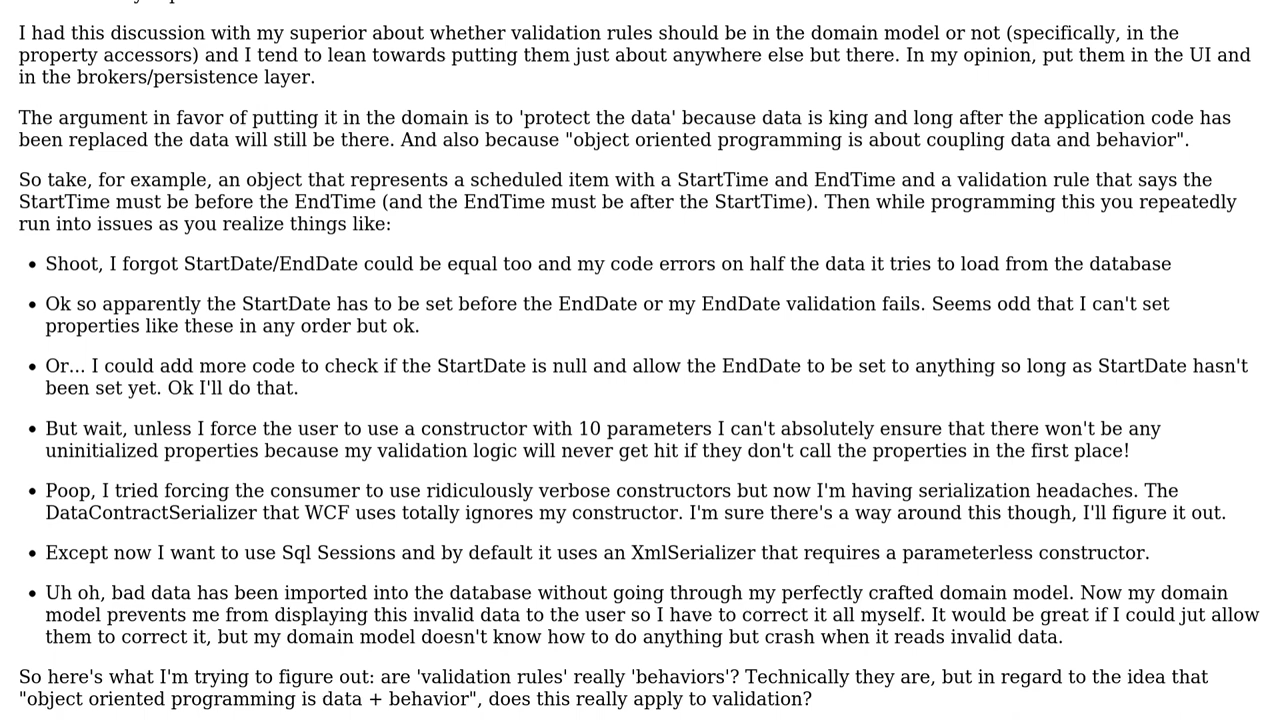 I had this discussion with my superior about whether validation rules should be in the domain model or not (specifically, in the
property accessors) and I tend to lean towards putting them just about anywhere else but there. In my opinion, put them in the UI and
in the brokers/persistence layer.
The argument in favor of putting it in the domain is to 'protect the data' because data is king and long after the application code has
been replaced the data will still be there. And also because "object oriented programming is about coupling data and behavior".
So take, for example, an object that represents a scheduled item with a StartTime and EndTime and a validation rule that says the
StartTime must be before the EndTime (and the EndTime must be after the StartTime). Then while programming this you repeatedly
run into issues as you realize things like:
• Shoot, I forgot StartDate/EndDate could be equal too and my code errors on half the data it tries to load from the database
• Ok so apparently the StartDate has to be set before the EndDate or my EndDate validation fails. Seems odd that I can't set
properties like these in any order but ok.
• Or... I could add more code to check if the StartDate is null and allow the EndDate to be set to anything so long as StartDate hasn't
been set yet. Ok I'll do that.
• But wait, unless I force the user to use a constructor with 10 parameters I can't absolutely ensure that there won't be any
uninitialized properties because my validation logic will never get hit if they don't call the properties in the first place!
• Poop, I tried forcing the consumer to use ridiculously verbose constructors but now I'm having serialization headaches. The
DataContractSerializer that WCF uses totally ignores my constructor. I'm sure there's a way around this though, I'll figure it out.
• Except now I want to use Sql Sessions and by default it uses an XmlSerializer that requires a parameterless constructor.
• Uh oh, bad data has been imported into the database without going through my perfectly crafted domain model. Now my domain
model prevents me from displaying this invalid data to the user so I have to correct it all myself. It would be great if I could jut allow
them to correct it, but my domain model doesn't know how to do anything but crash when it reads invalid data.
So here's what I'm trying to figure out: are 'validation rules' really 'behaviors'? Technically they are, but in regard to the idea that
"object oriented programming is data + behavior", does this really apply to validation?